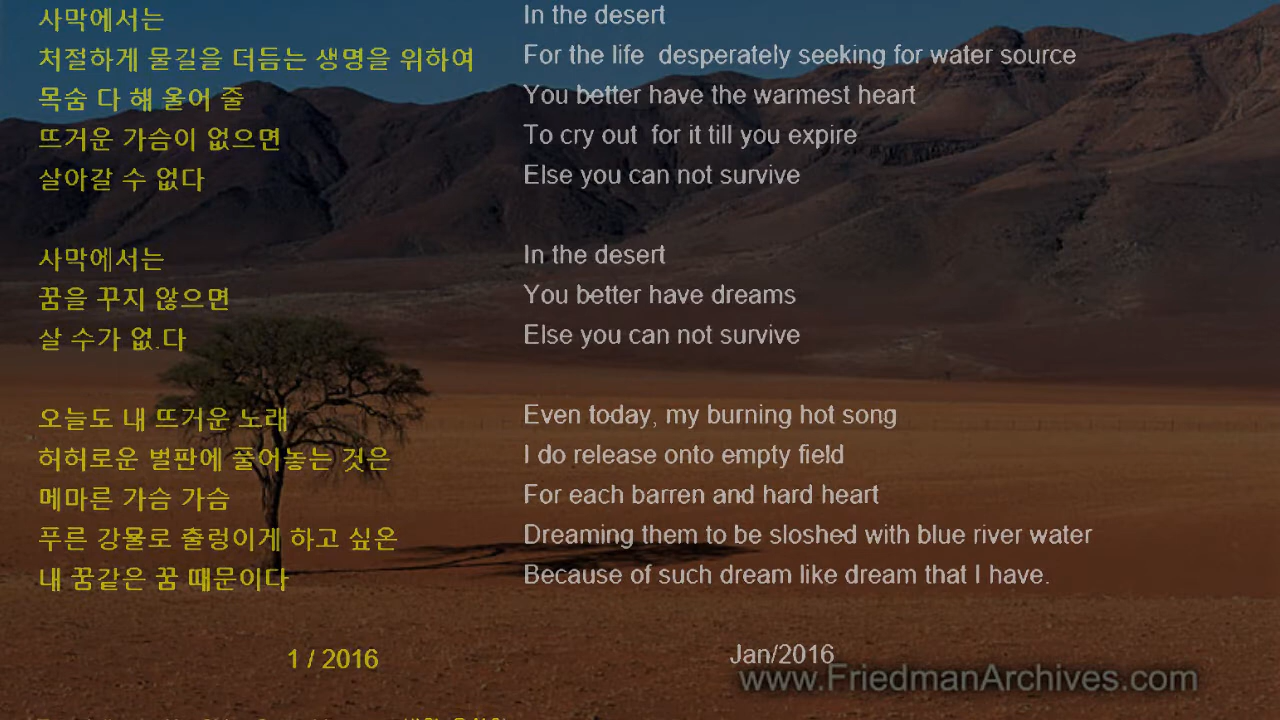 사막에서는
처절하게 물길을 더듬는 생명을 위하여
목숨 다 해 울어 줄
뜨거운 가슴이 없으면
살아갈 수 없다
사막에서는
꿈을 꾸지 않으면
살 수가 없.다
오늘도 내 뜨거운 노래
허허로운 벌판에 풀어놓는 것은
메마른 가슴 가슴
푸른 강물로 출렁이게 하고 싶은
내 꿈같은 꿈 때문이다
1 / 2016
In the desert
For the life  desperately seeking for water source
You better have the warmest heart
To cry out  for it till you expire
Else you can not survive
In the desert
You better have dreams
Else you can not survive
Even today, my burning hot song
I do release onto empty field
For each barren and hard heart
Dreaming them to be sloshed with blue river water
Because of such dream like dream that I have.
Jan/2016
www.FriedmanArchives.com